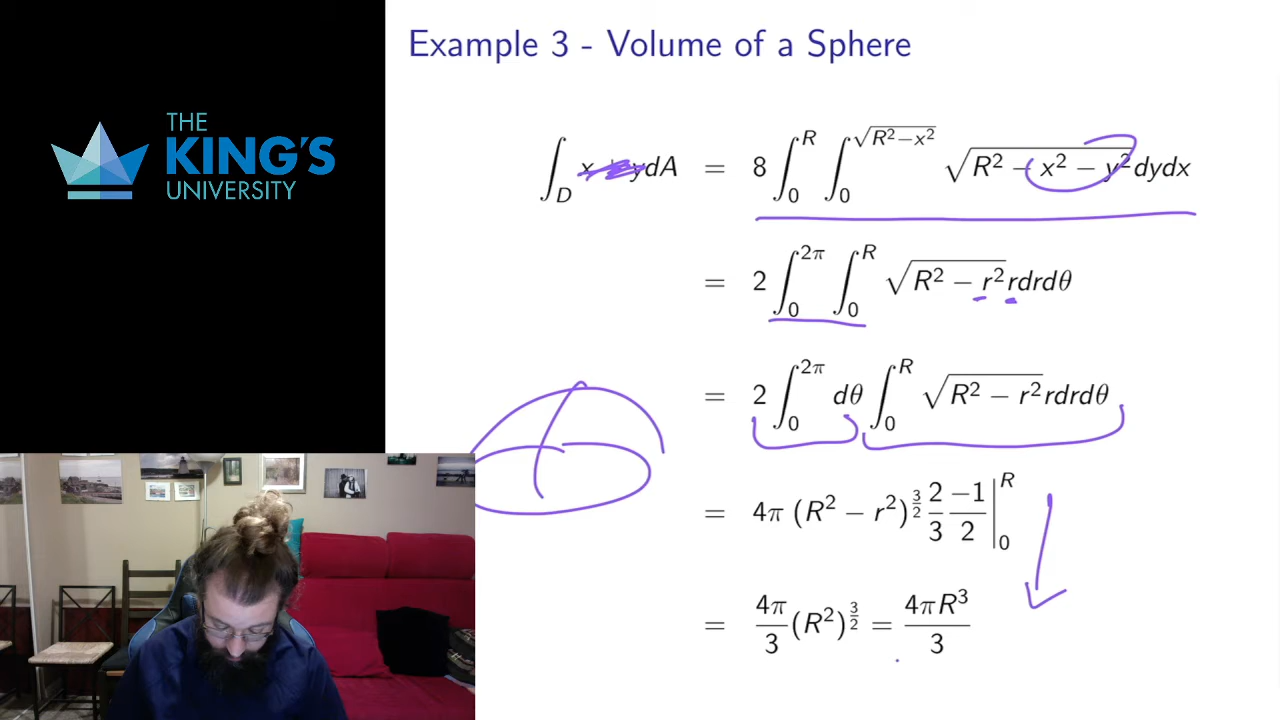 THE
KING'S
UNIVERSITY
Example 3 - Volume of a Sphere
∫_D x + y dA = 8 ∫_0^R ∫_0^{√(R²−x²)} √(R² − x² − y²) dydx
= 2 ∫_0^{2π} ∫_0^R √(R² − r²) rdrdθ
= 2 ∫_0^{2π} dθ ∫_0^R √(R² − r²) rdrdθ
= 4π (R² − r²)^{3/2} 2/3 −1/2 |_0^R
= 4π/3 (R²)^{3/2} = 4πR³/3